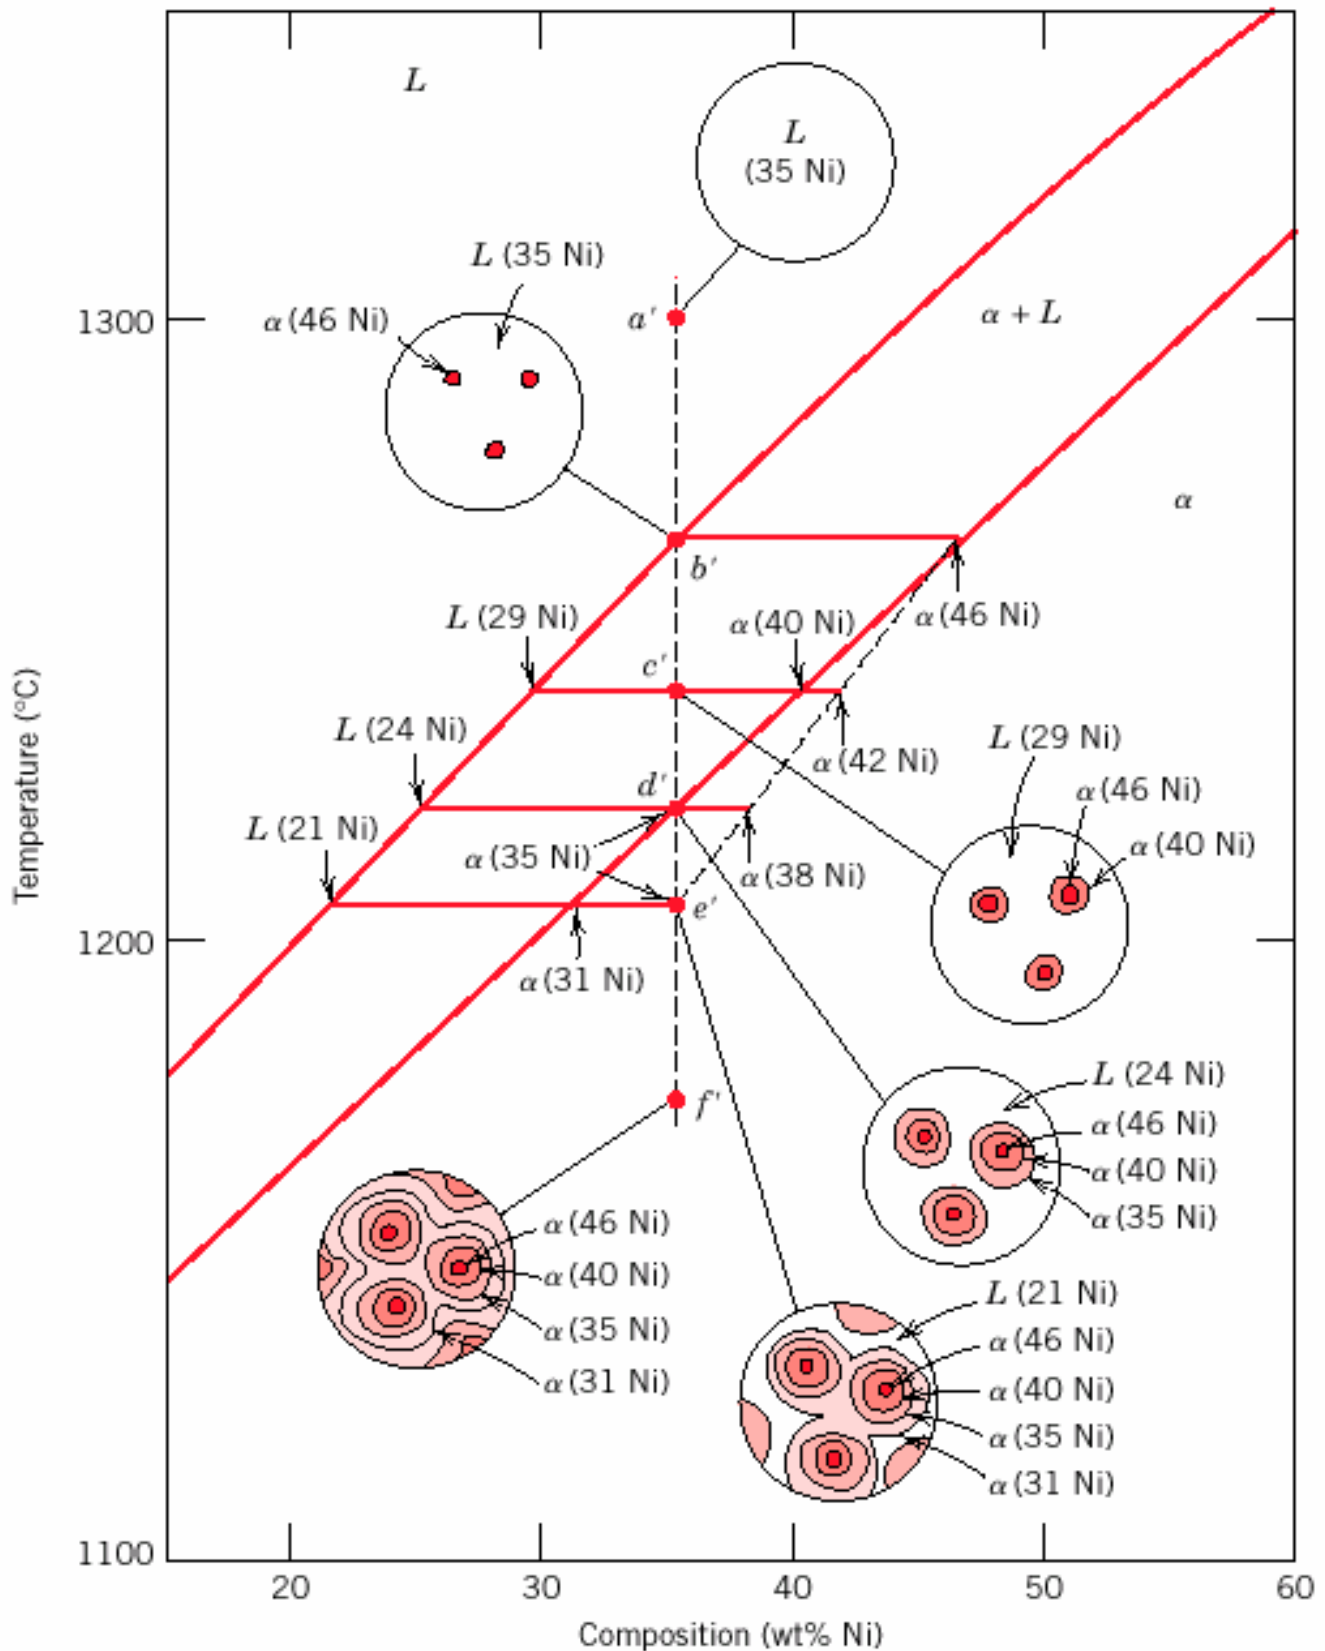 L
L
(35 Ni)
L (35 Ni)
α (46 Ni)
a′
α + L
1300
α
b′
L (29 Ni)
α (40 Ni)
α (46 Ni)
c′
L (24 Ni)
α (42 Ni)
L (29 Ni)
d′
α (46 Ni)
L (21 Ni)
α (40 Ni)
α (35 Ni)
α (38 Ni)
e′
Temperature (°C)
1200
α (31 Ni)
L (24 Ni)
f′
α (46 Ni)
α (40 Ni)
α (35 Ni)
α (46 Ni)
α (40 Ni)
α (35 Ni)
α (31 Ni)
L (21 Ni)
α (46 Ni)
α (40 Ni)
α (35 Ni)
α (31 Ni)
1100
20
30
40
50
60
Composition (wt% Ni)